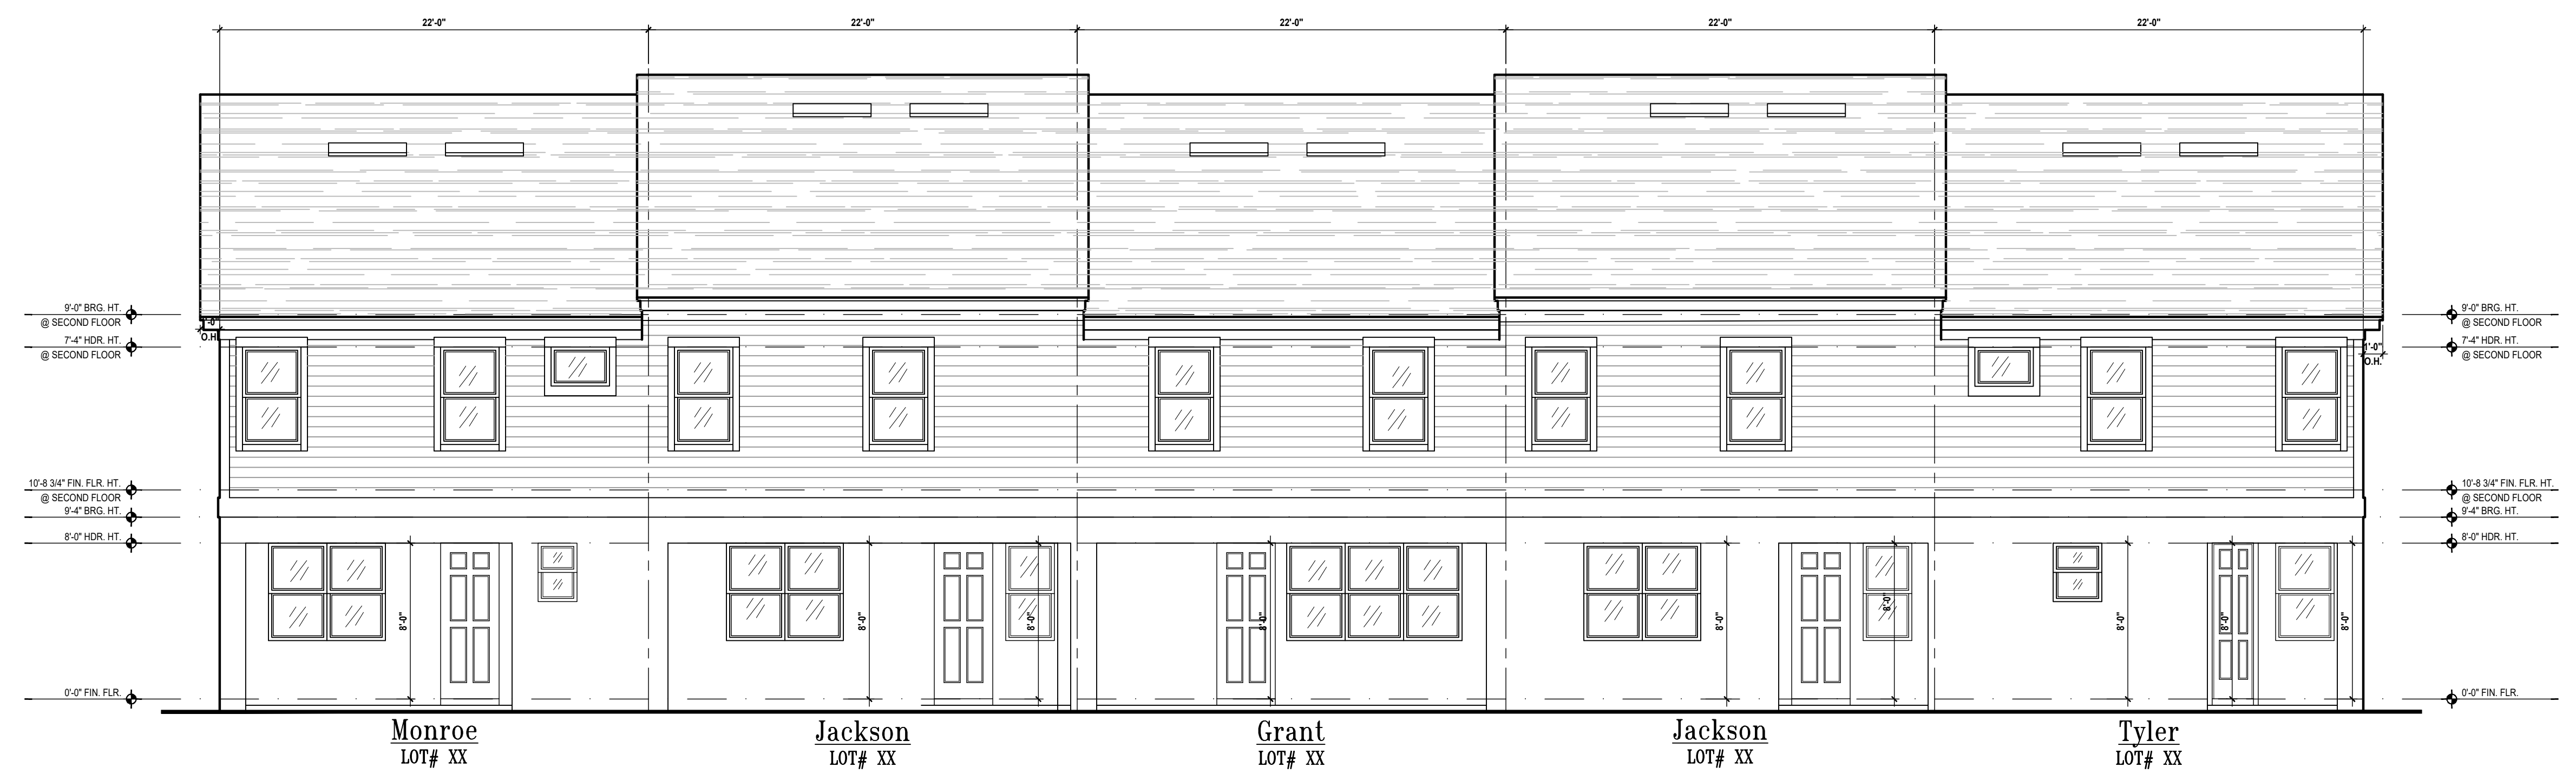 22'-0" 22'-0" 22'-0" 22'-0" 22'-0"
9'-0" BRG. HT.
@ SECOND FLOOR
7'-4" HDR. HT.
@ SECOND FLOOR
O.H.
9'-0" BRG. HT.
@ SECOND FLOOR
7'-4" HDR. HT.
@ SECOND FLOOR
1'-0"
O.H.
10'-8 3/4" FIN. FLR. HT.
@ SECOND FLOOR
9'-4" BRG. HT.
8'-0" HDR. HT.
10'-8 3/4" FIN. FLR. HT.
@ SECOND FLOOR
9'-4" BRG. HT.
8'-0" HDR. HT.
8'-0" 8'-0" 8'-0" 8'-0" 8'-0" 8'-0" 8'-0" 8'-0" 8'-0"
0'-0" FIN. FLR.
0'-0" FIN. FLR.
Monroe
LOT# XX
Jackson
LOT# XX
Grant
LOT# XX
Jackson
LOT# XX
Tyler
LOT# XX